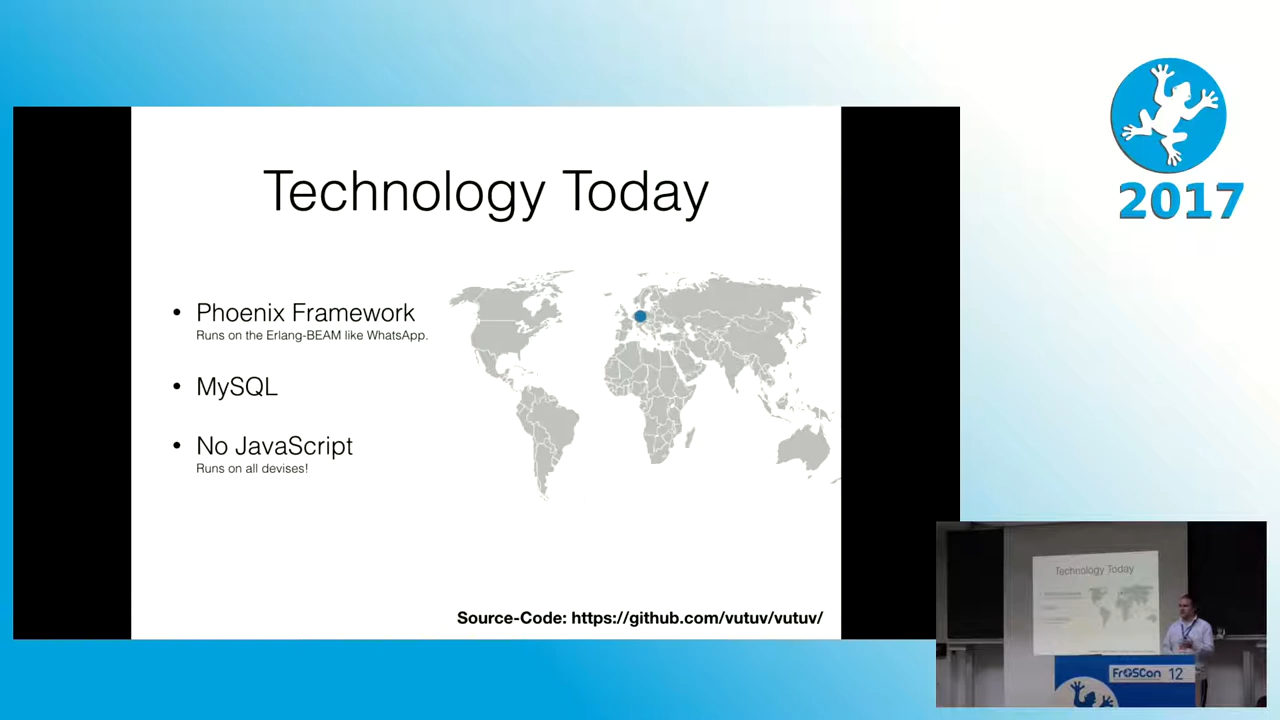 Technology Today
• Phoenix Framework
Runs on the Erlang-BEAM like WhatsApp.
• MySQL
• No JavaScript
Runs on all devises!
Source-Code: https://github.com/vutuv/vutuv/
2017
Technology Today
FrOSCon 12